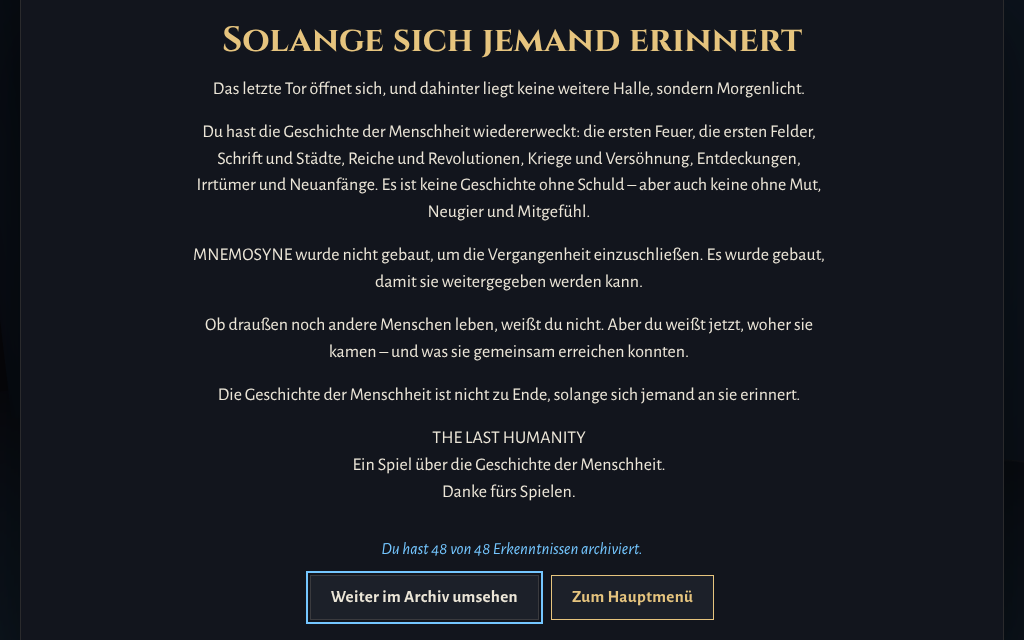 Solange sich jemand erinnert
Das letzte Tor öffnet sich, und dahinter liegt keine weitere Halle, sondern Morgenlicht.
Du hast die Geschichte der Menschheit wiedererweckt: die ersten Feuer, die ersten Felder,
Schrift und Städte, Reiche und Revolutionen, Kriege und Versöhnung, Entdeckungen,
Irrtümer und Neuanfänge. Es ist keine Geschichte ohne Schuld – aber auch keine ohne Mut,
Neugier und Mitgefühl.
MNEMOSYNE wurde nicht gebaut, um die Vergangenheit einzuschließen. Es wurde gebaut,
damit sie weitergegeben werden kann.
Ob draußen noch andere Menschen leben, weißt du nicht. Aber du weißt jetzt, woher sie
kamen – und was sie gemeinsam erreichen konnten.
Die Geschichte der Menschheit ist nicht zu Ende, solange sich jemand an sie erinnert.
THE LAST HUMANITY
Ein Spiel über die Geschichte der Menschheit.
Danke fürs Spielen.
Du hast 48 von 48 Erkenntnissen archiviert.
Weiter im Archiv umsehen
Zum Hauptmenü